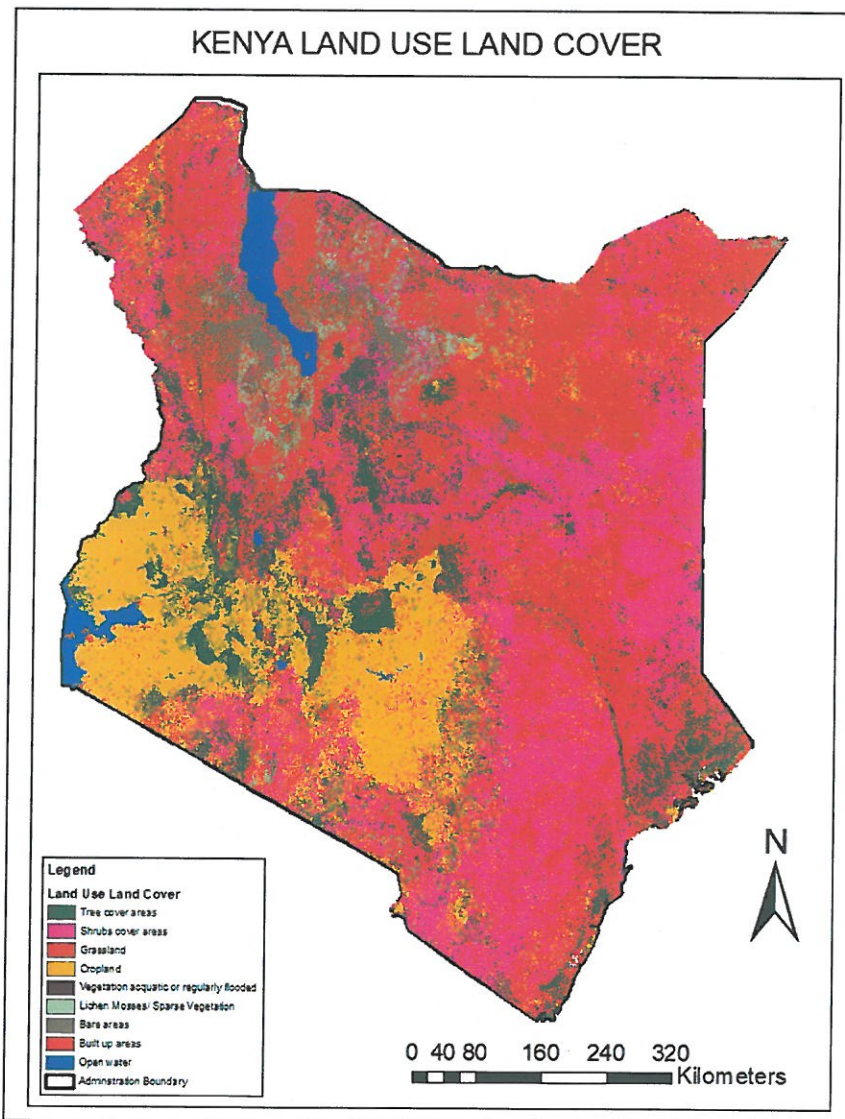 KENYA LAND USE LAND COVER
N
Legend
Land Use Land Cover
Tree cover areas
Shrubs cover areas
Grassland
Cropland
Vegetation acquatic or regularly flooded
Lichen Mosses/ Sparse Vegetation
Bare areas
Built up areas
Open water
Adminstration Boundary
0 40 80 160 240 320
Kilometers